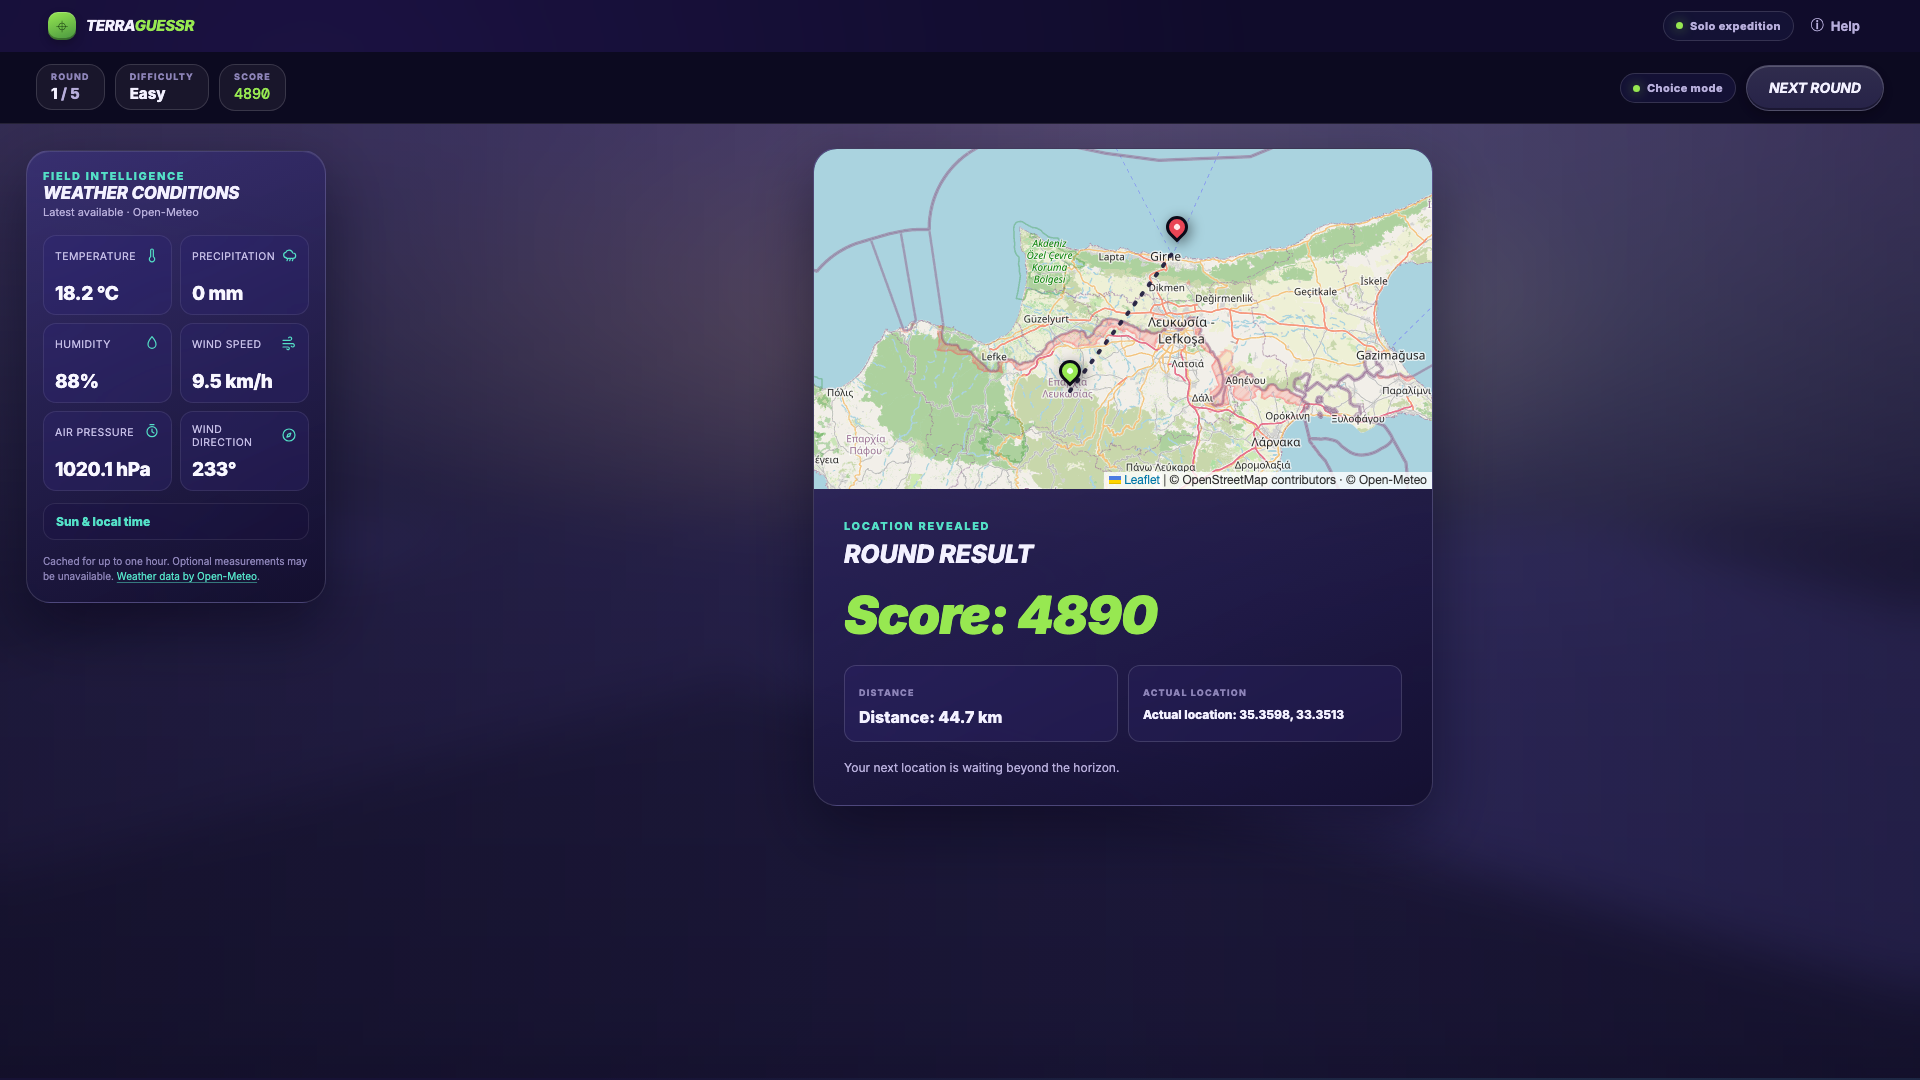 TERRAGUESSR
Solo expedition
Help
ROUND
1 / 5
DIFFICULTY
Easy
SCORE
4890
Choice mode
NEXT ROUND
FIELD INTELLIGENCE
WEATHER CONDITIONS
Latest available · Open-Meteo
TEMPERATURE
18.2 °C
PRECIPITATION
0 mm
HUMIDITY
88%
WIND SPEED
9.5 km/h
AIR PRESSURE
1020.1 hPa
WIND
DIRECTION
233°
Sun & local time
Cached for up to one hour. Optional measurements may
be unavailable. Weather data by Open-Meteo.
Akdeniz
Özel Çevre
Koruma
Bölgesi
Lapta
Girne
Dikmen
Değirmenlik
Geçitkale
İskele
Güzelyurt
Λευκωσία -
Lefkoşa
Lefke
Gazimağusa
Λατσιά
Αθηένου
Λευκωσίας
Πόλις
Δάλι
Παραλίμνι
Ορόκλινη
Ξυλοφάγου
Επαρχία
Πάφου
Λάρνακα
έγεια
Πάνω Λεύκαρα
Δρομολαξιά
Leaflet | © OpenStreetMap contributors · © Open-Meteo
LOCATION REVEALED
ROUND RESULT
Score: 4890
DISTANCE
Distance: 44.7 km
ACTUAL LOCATION
Actual location: 35.3598, 33.3513
Your next location is waiting beyond the horizon.